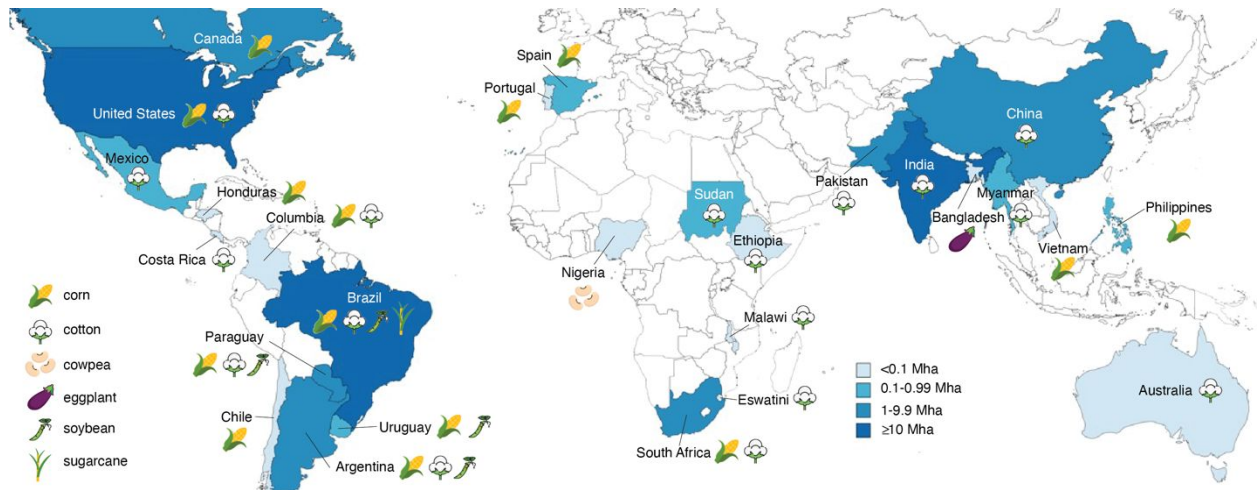 Canada
United States
Mexico
Honduras
Columbia
Costa Rica
Brazil
Paraguay
Chile
Uruguay
Argentina
corn
cotton
cowpea
eggplant
soybean
sugarcane
Spain
Portugal
Sudan
Ethiopia
Nigeria
Malawi
Eswatini
South Africa
Pakistan
China
India
Myanmar
Bangladesh
Vietnam
Philippines
Australia
<0.1 Mha
0.1-0.99 Mha
1-9.9 Mha
≥10 Mha